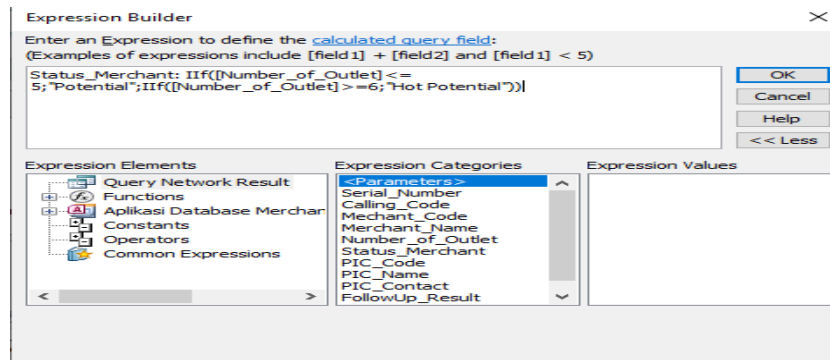 Expression Builder
Enter an Expression to define the calculated query field:
(Examples of expressions include [field1] + [field2] and [field1] < 5)
Status_Merchant: IIf([Number_of_Outlet]<=
5;"Potential";IIf([Number_of_Outlet]>=6;"Hot Potential"))
OK
Cancel
Help
<< Less
Expression Elements
Query Network Result
Functions
Aplikasi Database Merchan
Constants
Operators
Common Expressions
Expression Categories
<Parameters>
Serial_Number
Calling_Code
Mechant_Code
Merchant_Name
Number_of_Outlet
Status_Merchant
PIC_Code
PIC_Name
PIC_Contact
FollowUp_Result
Expression Values